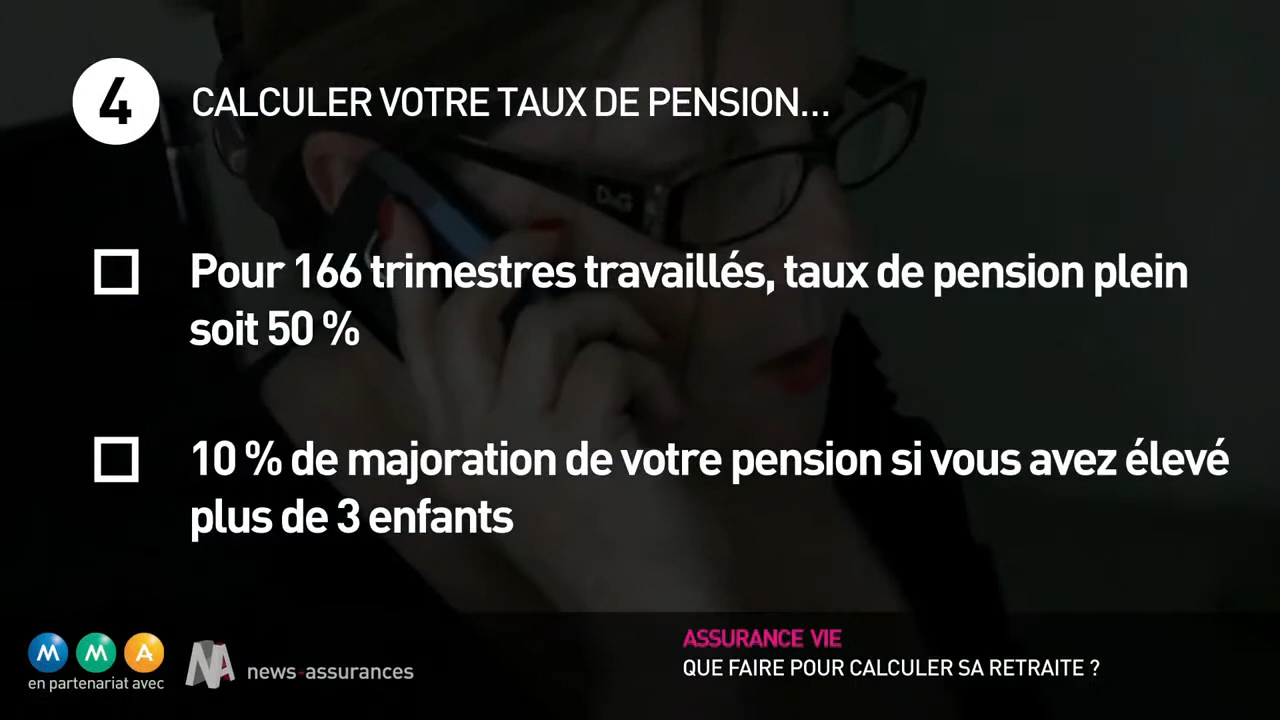 4
CALCULER VOTRE TAUX DE PENSION...
Pour 166 trimestres travaillés, taux de pension plein
soit 50 %
10 % de majoration de votre pension si vous avez élevé
plus de 3 enfants
D&G
MMA
en partenariat avec
NA
news-assurances
ASSURANCE VIE
QUE FAIRE POUR CALCULER SA RETRAITE ?